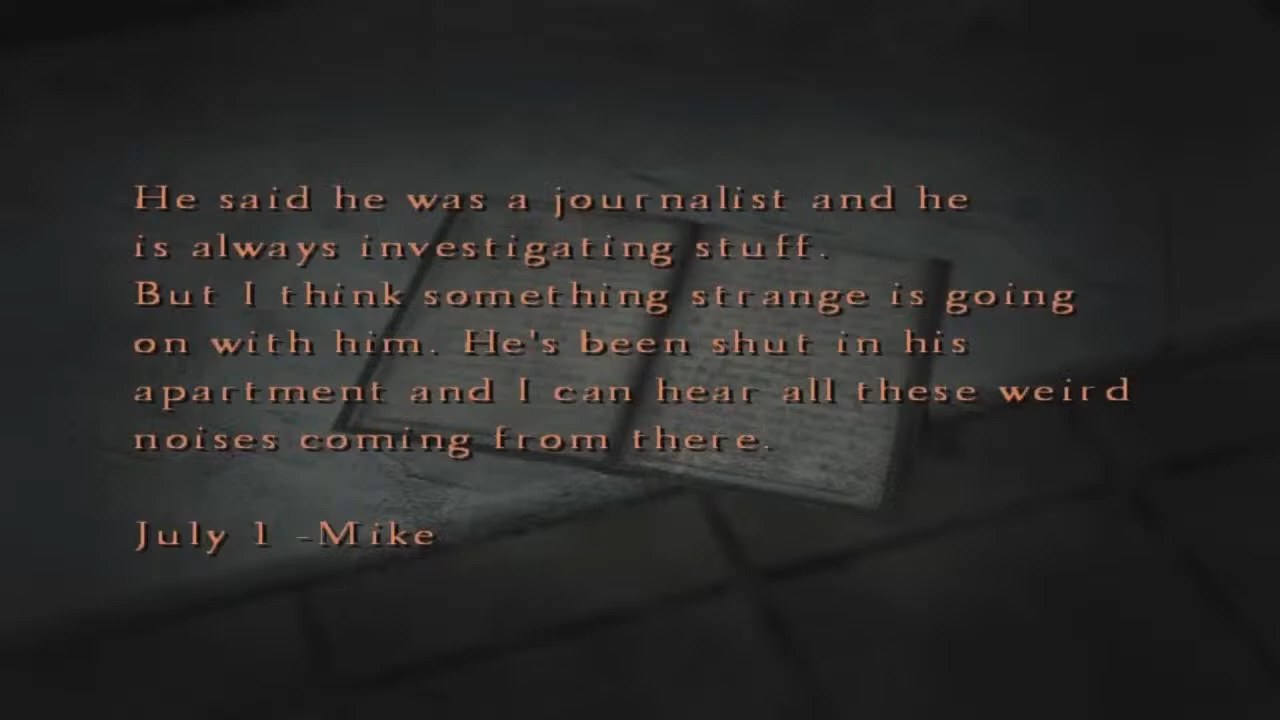 He said he was a journalist and he
is always investigating stuff.
But I think something strange is going
on with him. He's been shut in his
apartment and I can hear all these weird
noises coming from there.
July 1 -Mike